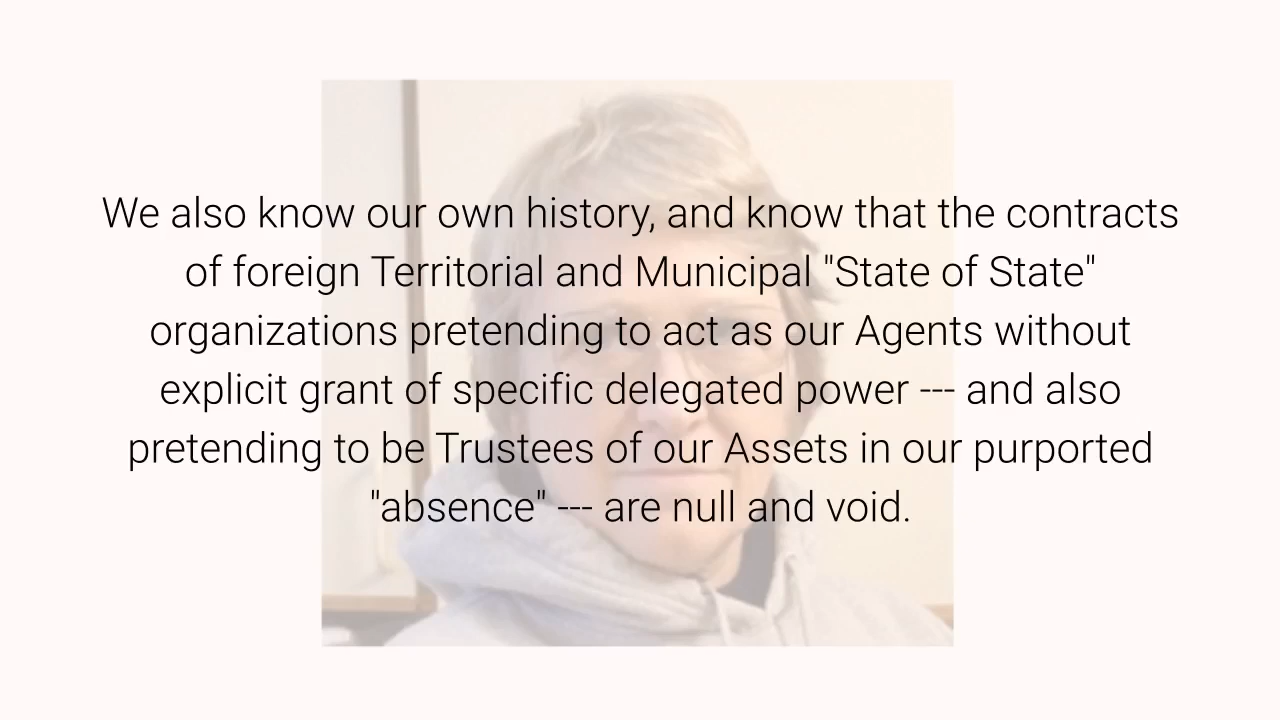 We also know our own history, and know that the contracts
of foreign Territorial and Municipal "State of State"
organizations pretending to act as our Agents without
explicit grant of specific delegated power --- and also
pretending to be Trustees of our Assets in our purported
"absence" --- are null and void.